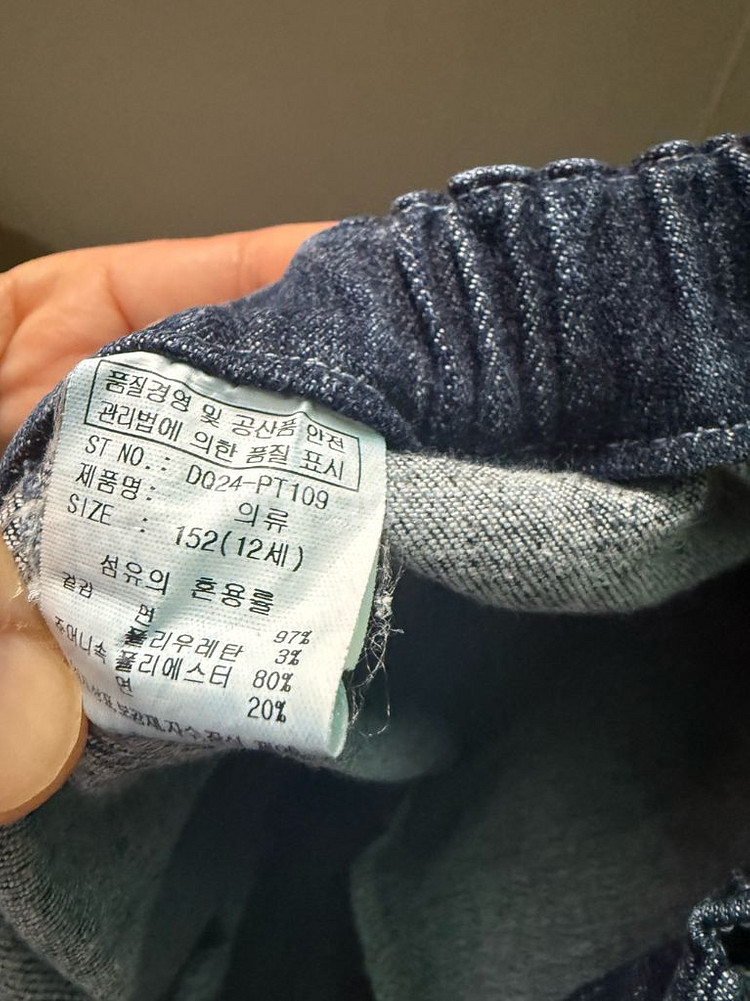 품질경영 및 공산품 안전
관리법에 의한 품질 표시
ST NO.: DQ24-PT109
제품명: 의류
SIZE : 152(12세)
섬유의 혼용률
겉감 면 97%
폴리우레탄 3%
주머니속 폴리에스터 80%
면 20%